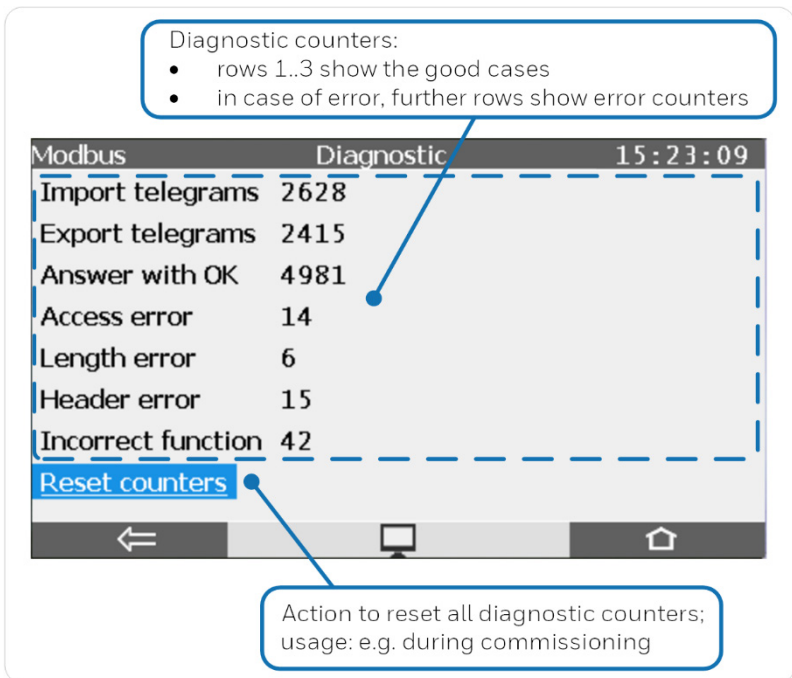 Diagnostic counters:
• rows 1..3 show the good cases
• in case of error, further rows show error counters
Modbus Diagnostic 15:23:09
Import telegrams 2628
Export telegrams 2415
Answer with OK 4981
Access error 14
Length error 6
Header error 15
Incorrect function 42
Reset counters
Action to reset all diagnostic counters;
usage: e.g. during commissioning